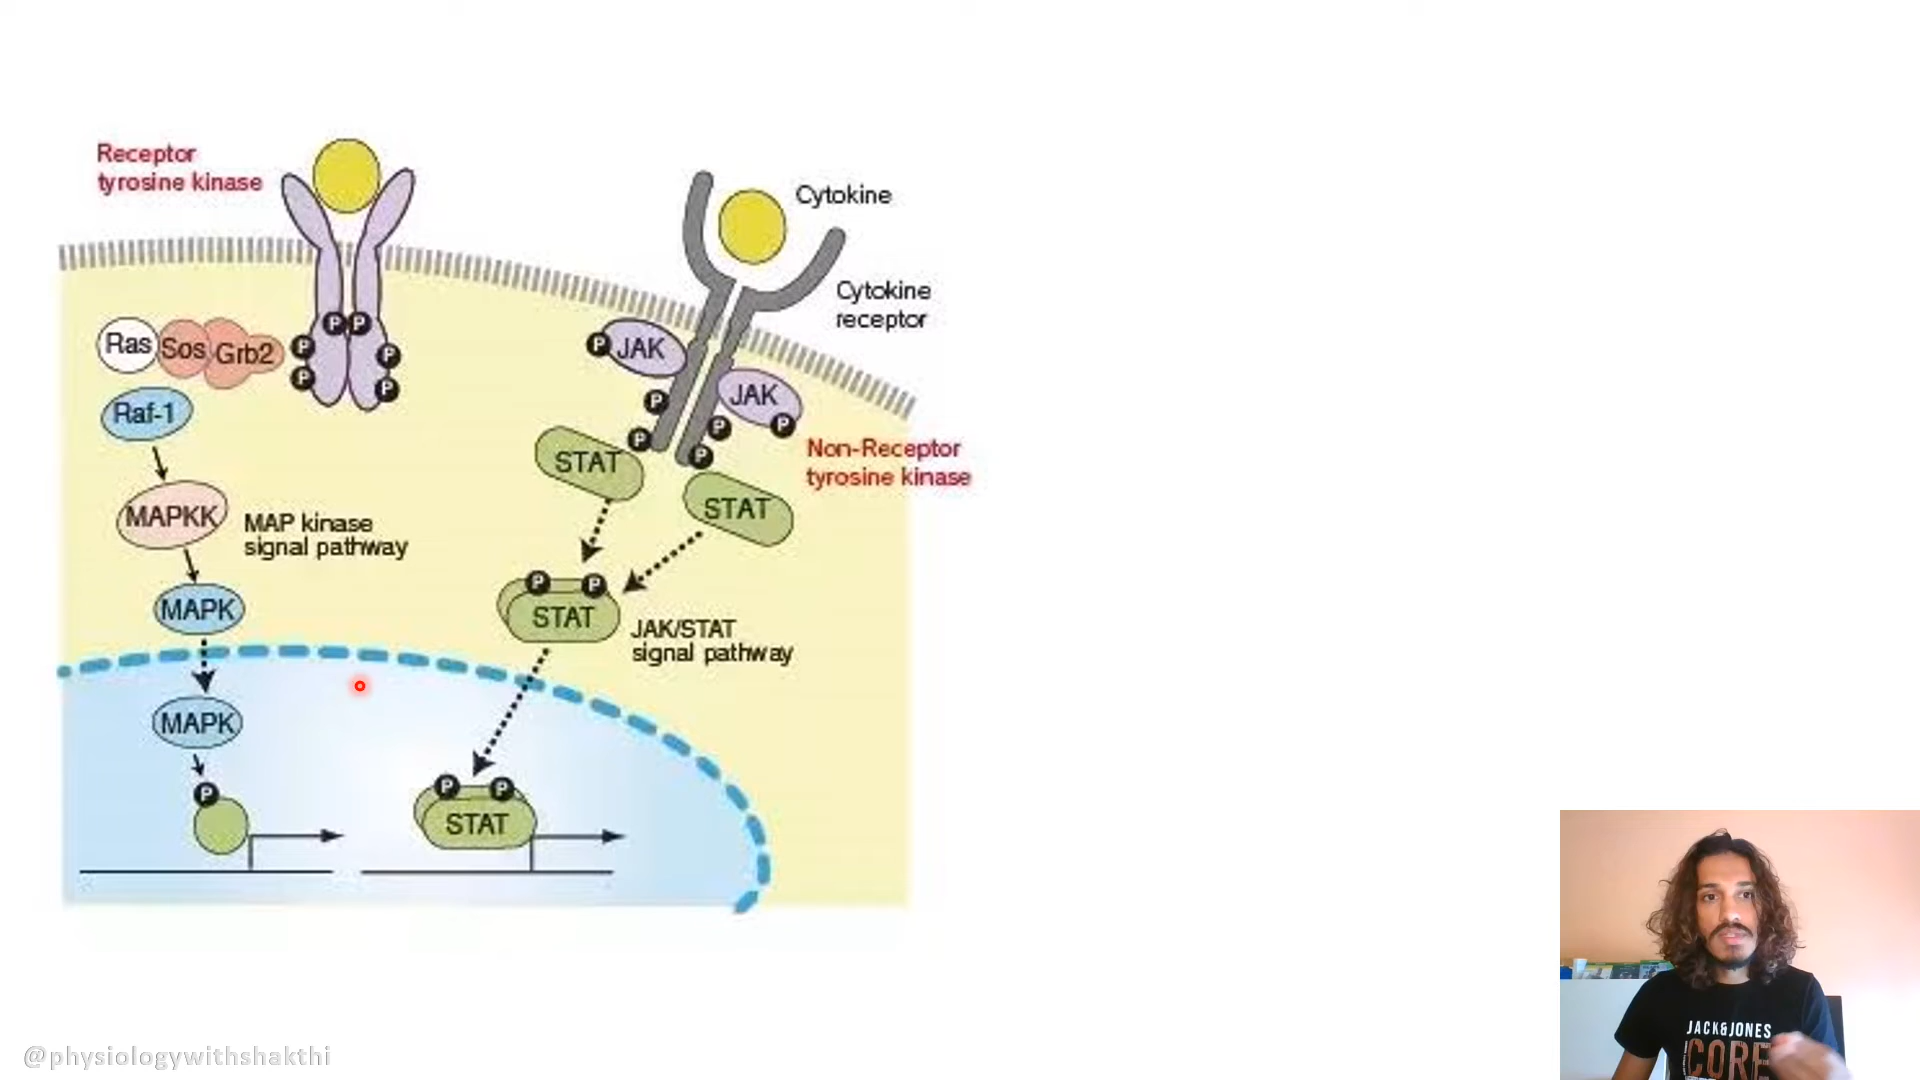 Receptor
tyrosine kinase
Cytokine
Cytokine
receptor
P P
Ras Sos Grb2 P P
P P
P JAK
JAK
P
P
P
P
P
Raf-1
Non-Receptor
tyrosine kinase
STAT
STAT
MAPKK
MAP kinase
signal pathway
P P
STAT
MAPK
JAK/STAT
signal pathway
MAPK
P
P P
STAT
JACK&JONES
CORE
@physiologywithshakthi